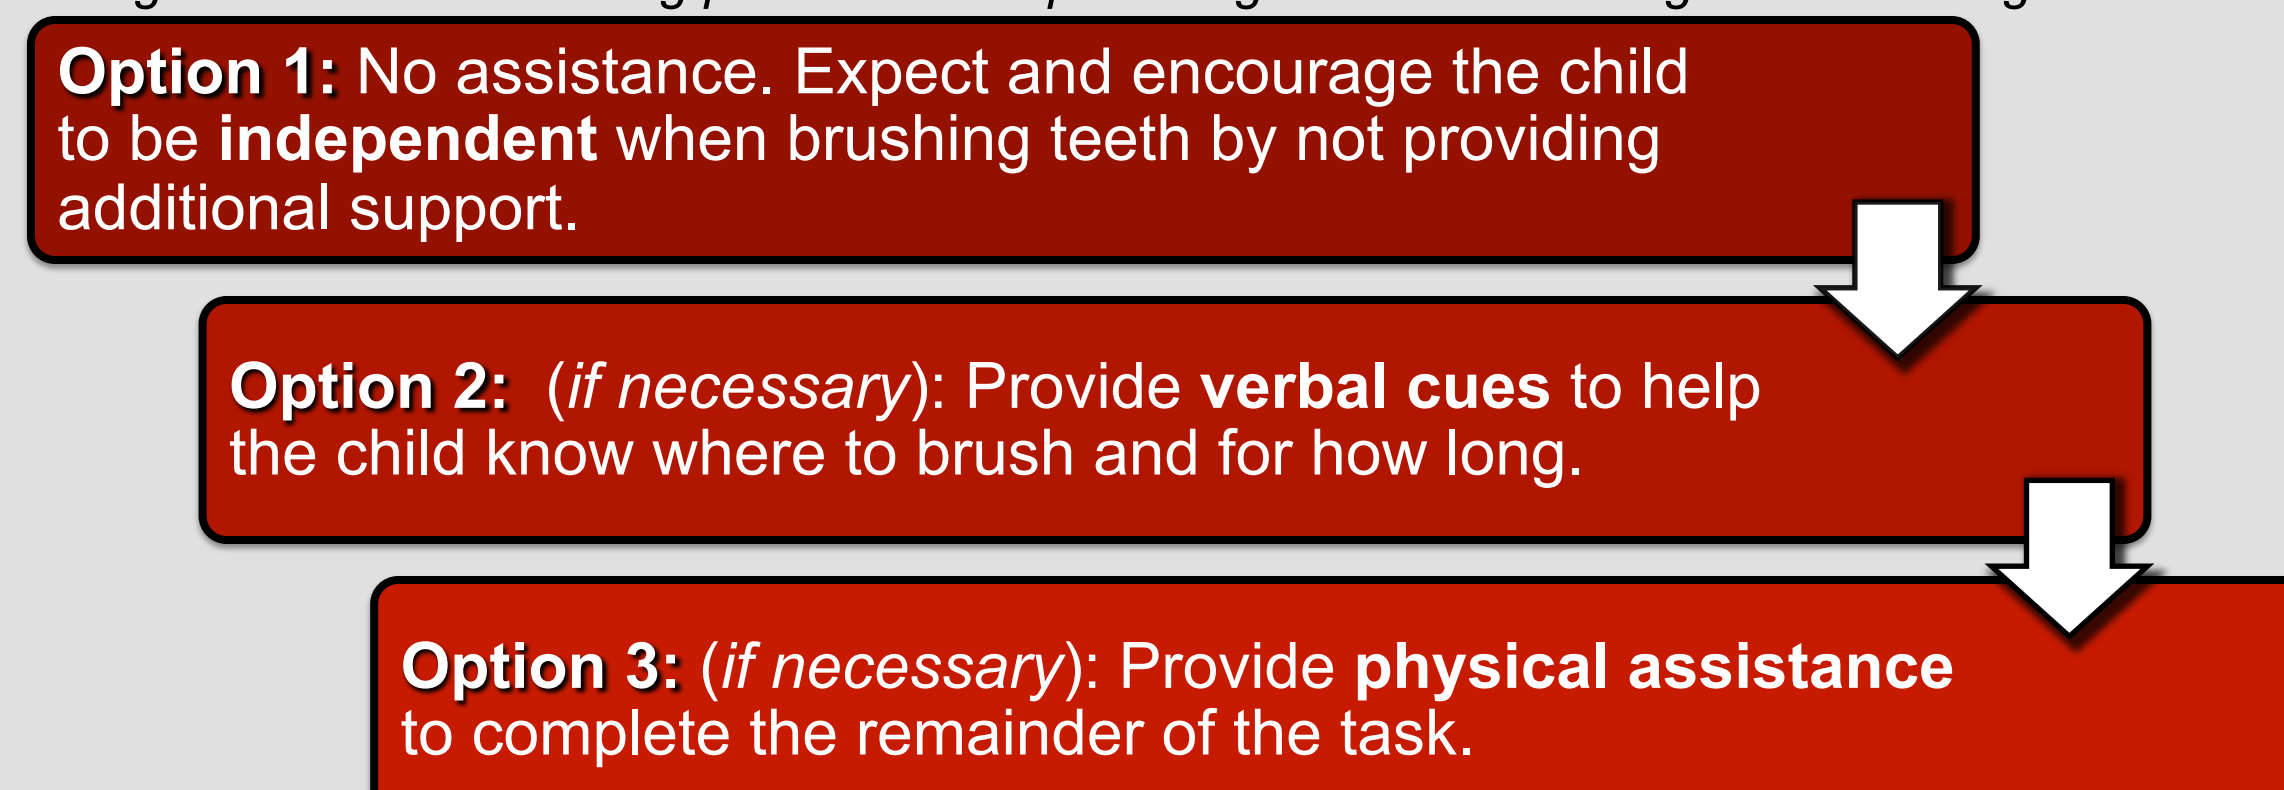 Option 1: No assistance. Expect and encourage the child
to be independent when brushing teeth by not providing
additional support.
Option 2: (if necessary): Provide verbal cues to help
the child know where to brush and for how long.
Option 3: (if necessary): Provide physical assistance
to complete the remainder of the task.